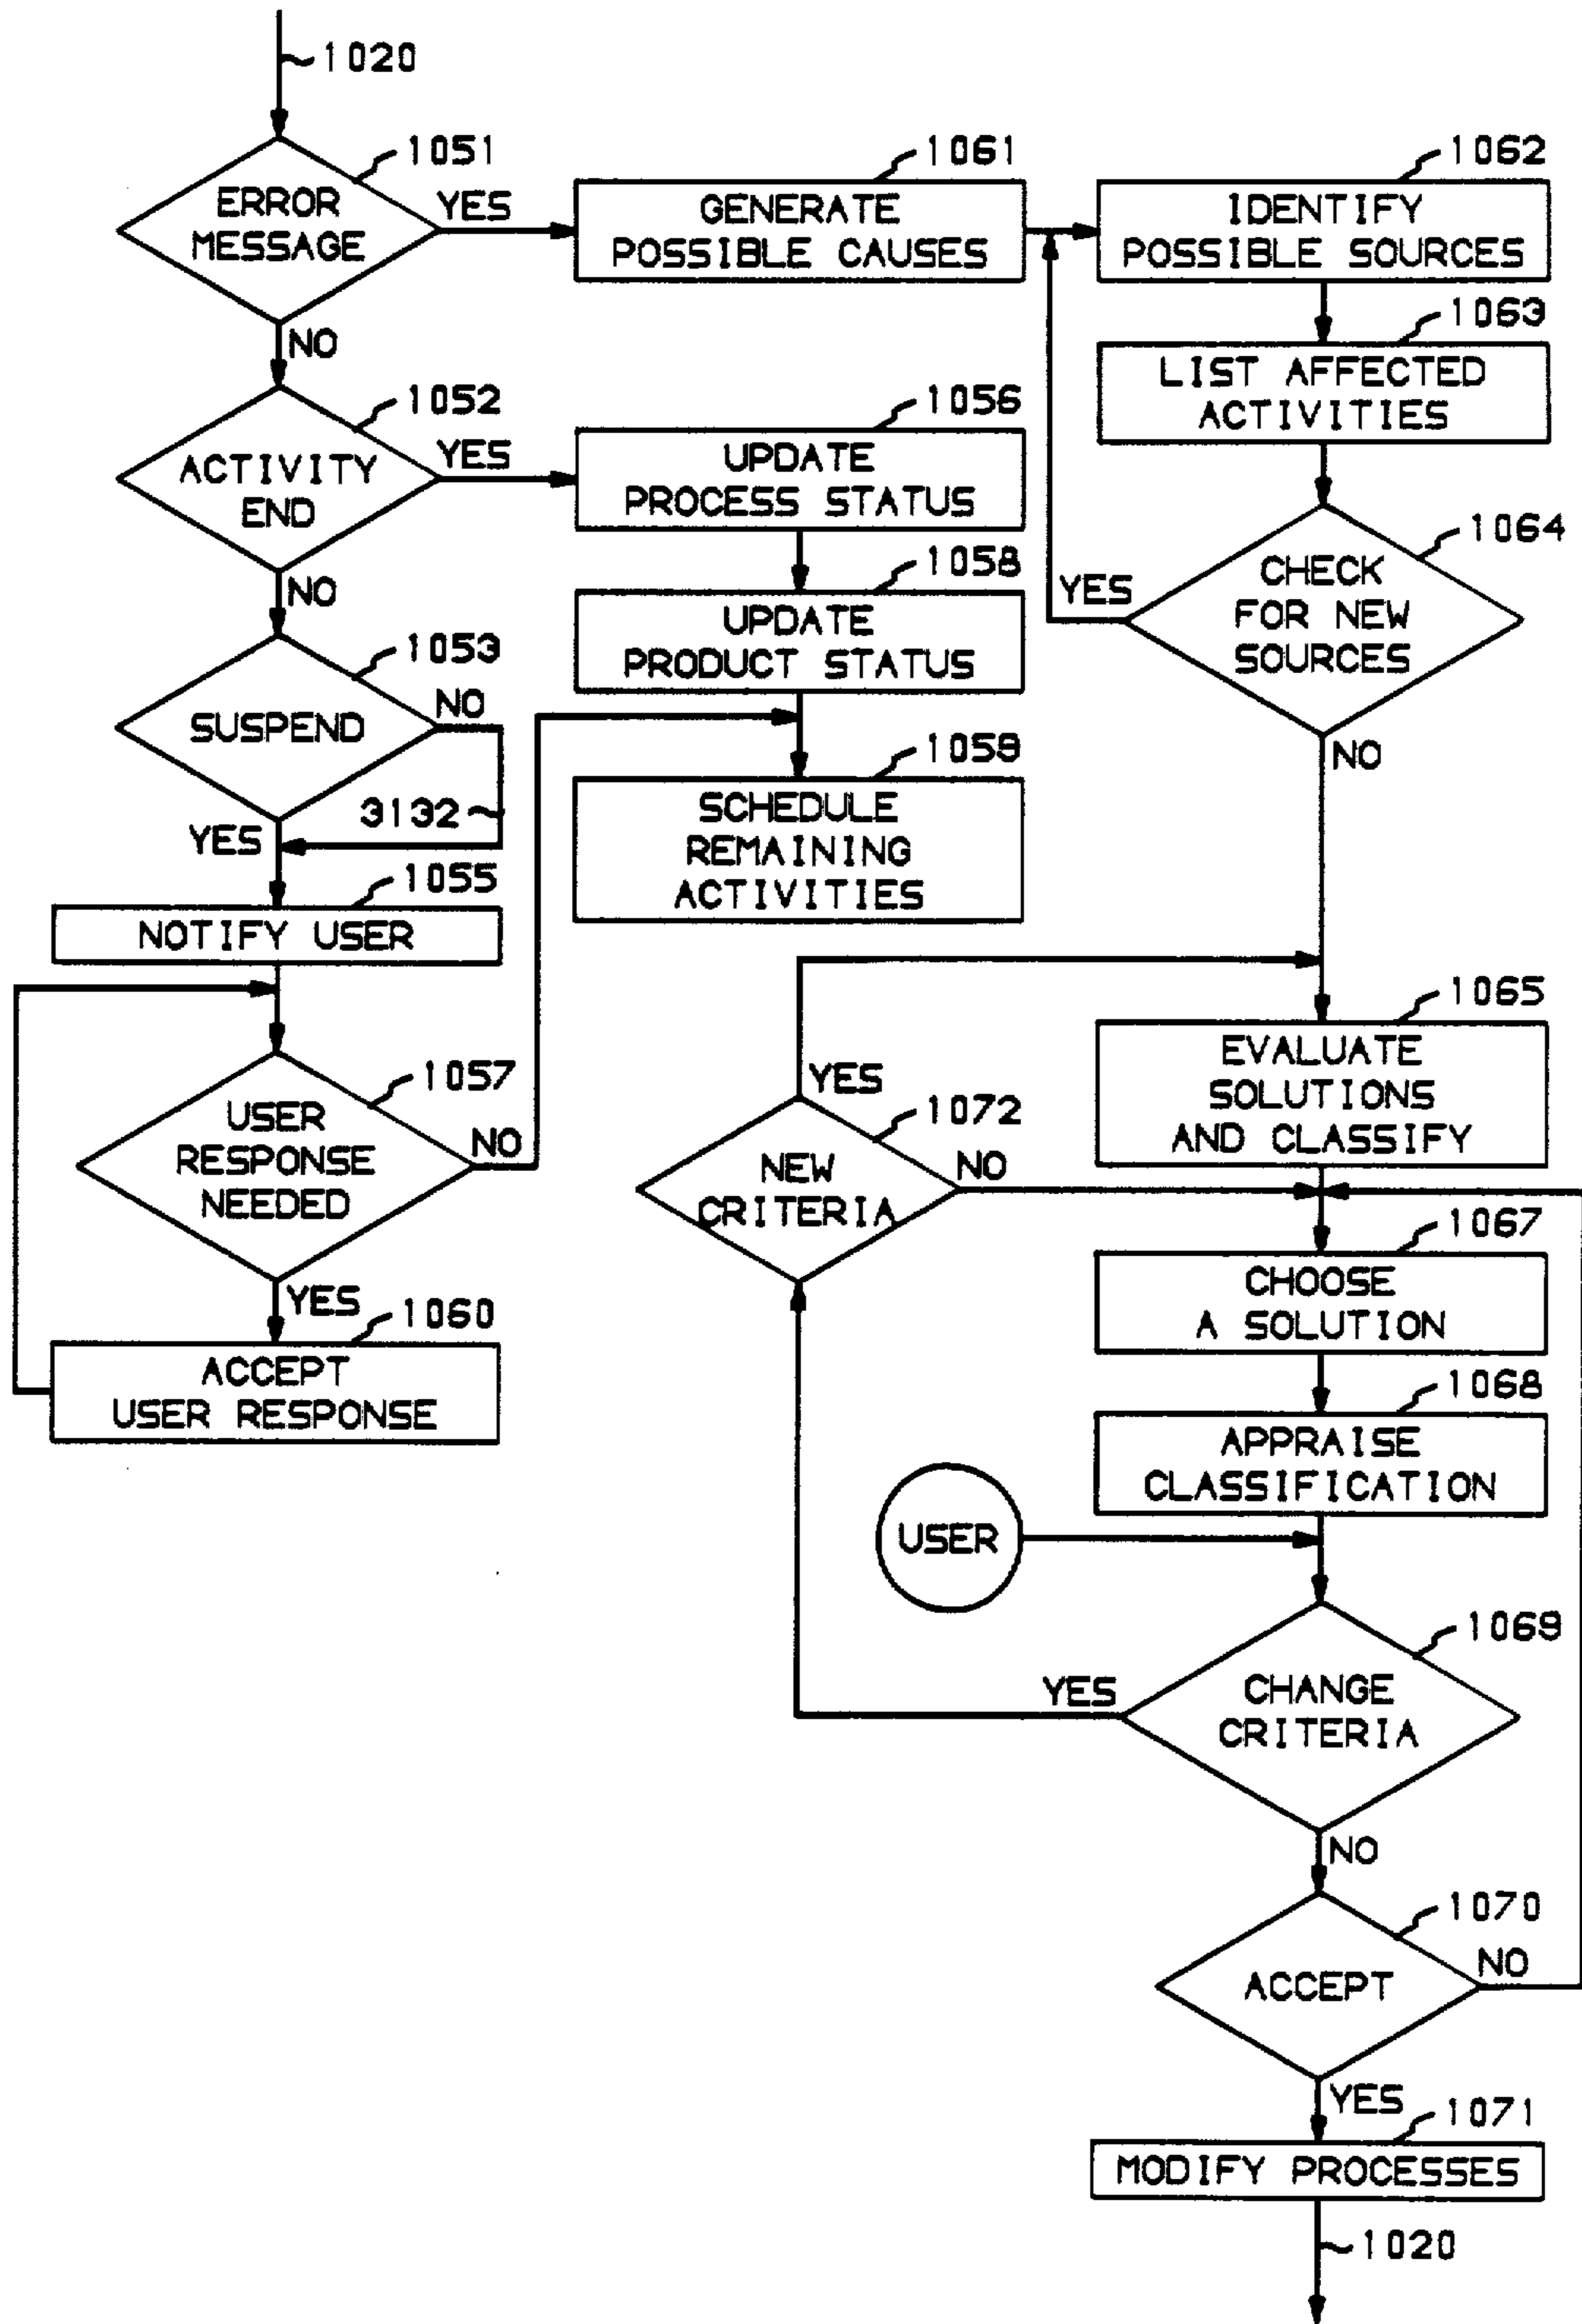 1020
1051
ERROR
MESSAGE
YES
NO
1061
GENERATE
POSSIBLE CAUSES
1062
IDENTIFY
POSSIBLE SOURCES
1063
LIST AFFECTED
ACTIVITIES
1052
ACTIVITY
END
YES
NO
1056
UPDATE
PROCESS STATUS
1064
CHECK
FOR NEW
SOURCES
YES
NO
1058
UPDATE
PRODUCT STATUS
1053
SUSPEND
NO
3132
YES
1059
SCHEDULE
REMAINING
ACTIVITIES
1055
NOTIFY USER
1057
USER
RESPONSE
NEEDED
NO
YES
1060
ACCEPT
USER RESPONSE
1065
EVALUATE
SOLUTIONS
AND CLASSIFY
YES
1072
NEW
CRITERIA
NO
1067
CHOOSE
A SOLUTION
1068
APPRAISE
CLASSIFICATION
USER
1069
CHANGE
CRITERIA
YES
NO
1070
ACCEPT
NO
YES
1071
MODIFY PROCESSES
1020